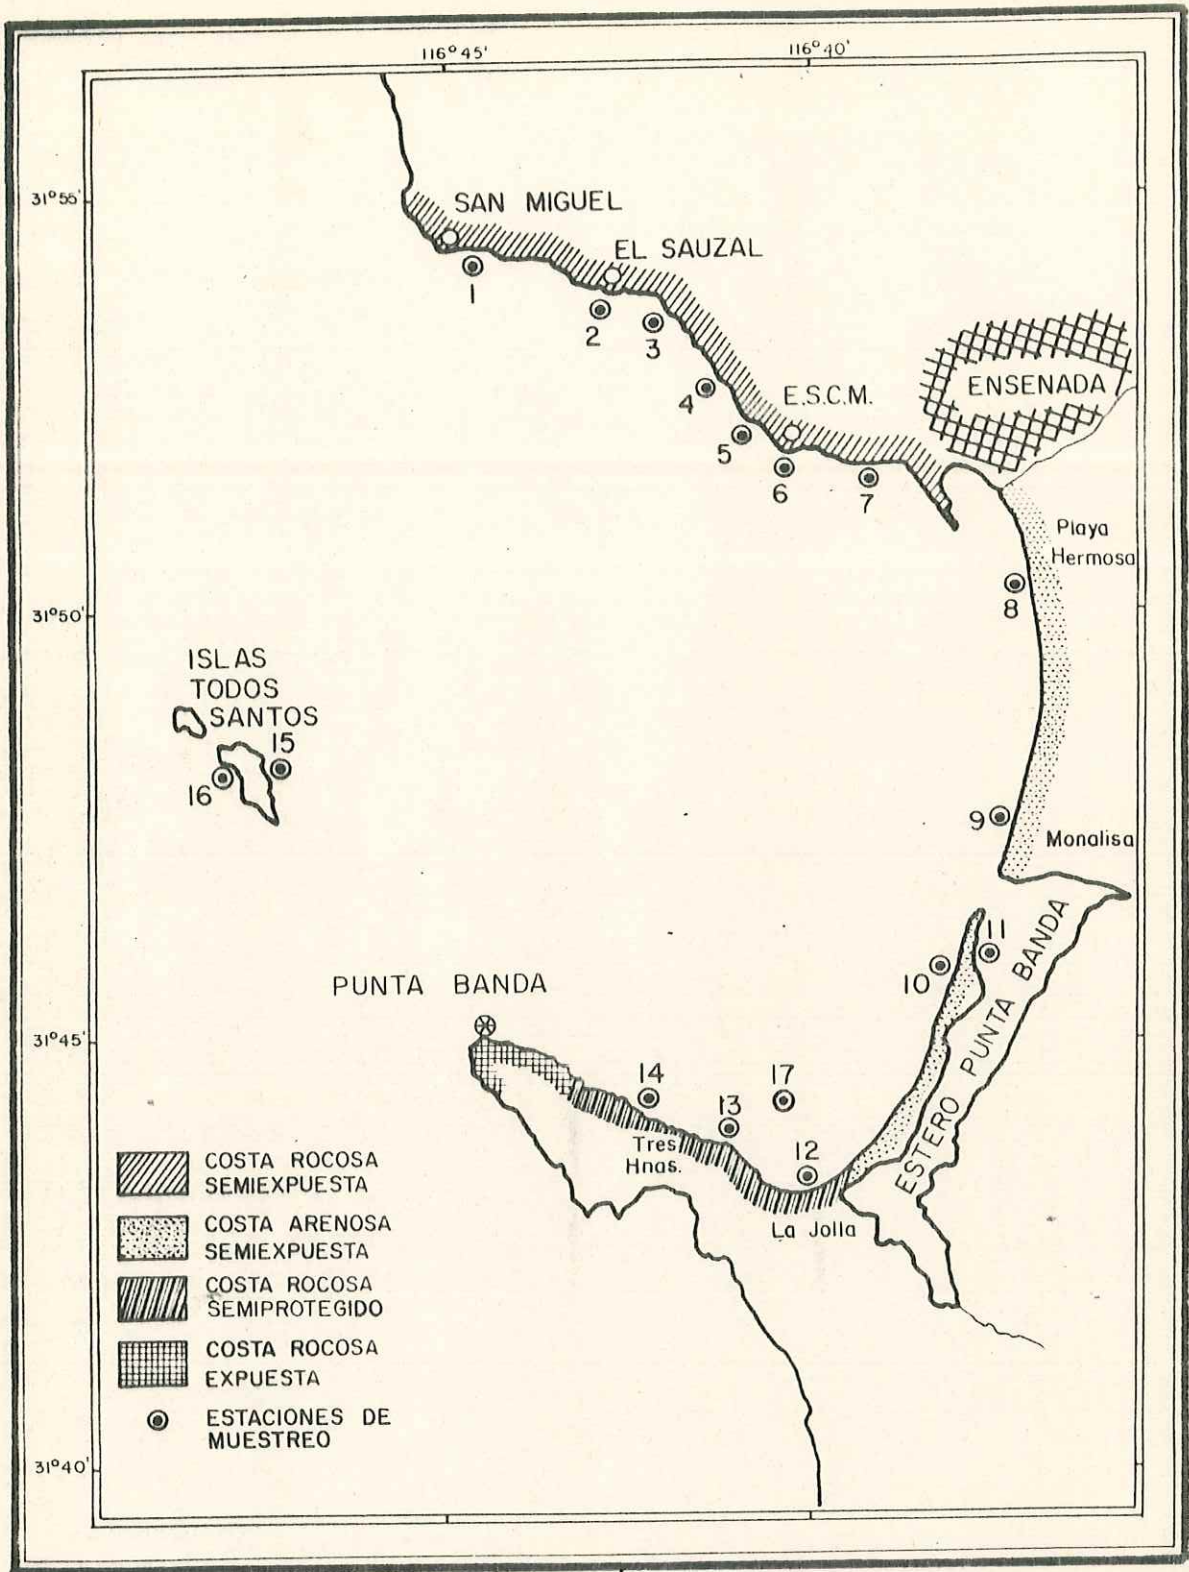 116°45'
116°40'
31°55'
SAN MIGUEL
EL SAUZAL
1
2
3
ENSENADA
4
E.S.C.M.
5
6
7
Playa
Hermosa
8
31°50'
ISLAS
TODOS
SANTOS
15
16
9
Monalisa
11
10
ESTERO PUNTA BANDA
PUNTA BANDA
31°45'
14
17
13
Tres
Hnas.
12
La Jolla
COSTA ROCOSA
SEMIEXPUESTA
COSTA ARENOSA
SEMIEXPUESTA
COSTA ROCOSA
SEMIPROTEGIDO
COSTA ROCOSA
EXPUESTA
ESTACIONES DE
MUESTREO
31°40'